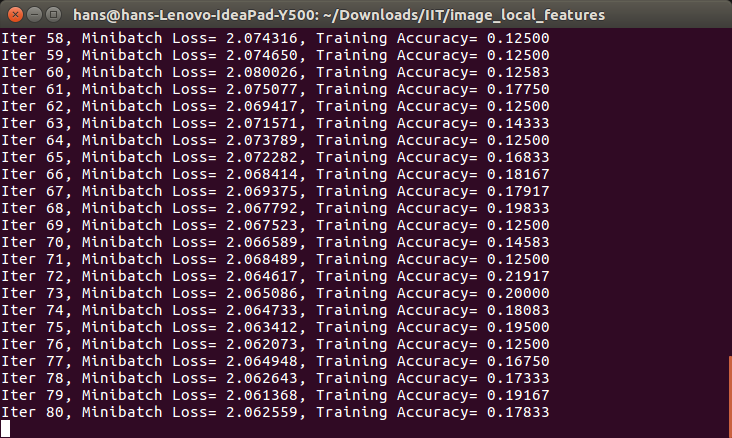 hans@hans-Lenovo-IdeaPad-Y500: ~/Downloads/IIT/image_local_features
Iter 58, Minibatch Loss= 2.074316, Training Accuracy= 0.12500
Iter 59, Minibatch Loss= 2.074650, Training Accuracy= 0.12500
Iter 60, Minibatch Loss= 2.080026, Training Accuracy= 0.12583
Iter 61, Minibatch Loss= 2.075077, Training Accuracy= 0.17750
Iter 62, Minibatch Loss= 2.069417, Training Accuracy= 0.12500
Iter 63, Minibatch Loss= 2.071571, Training Accuracy= 0.14333
Iter 64, Minibatch Loss= 2.073789, Training Accuracy= 0.12500
Iter 65, Minibatch Loss= 2.072282, Training Accuracy= 0.16833
Iter 66, Minibatch Loss= 2.068414, Training Accuracy= 0.18167
Iter 67, Minibatch Loss= 2.069375, Training Accuracy= 0.17917
Iter 68, Minibatch Loss= 2.067792, Training Accuracy= 0.19833
Iter 69, Minibatch Loss= 2.067523, Training Accuracy= 0.12500
Iter 70, Minibatch Loss= 2.066589, Training Accuracy= 0.14583
Iter 71, Minibatch Loss= 2.068489, Training Accuracy= 0.12500
Iter 72, Minibatch Loss= 2.064617, Training Accuracy= 0.21917
Iter 73, Minibatch Loss= 2.065086, Training Accuracy= 0.20000
Iter 74, Minibatch Loss= 2.064733, Training Accuracy= 0.18083
Iter 75, Minibatch Loss= 2.063412, Training Accuracy= 0.19500
Iter 76, Minibatch Loss= 2.062073, Training Accuracy= 0.12500
Iter 77, Minibatch Loss= 2.064948, Training Accuracy= 0.16750
Iter 78, Minibatch Loss= 2.062643, Training Accuracy= 0.17333
Iter 79, Minibatch Loss= 2.061368, Training Accuracy= 0.19167
Iter 80, Minibatch Loss= 2.062559, Training Accuracy= 0.17833